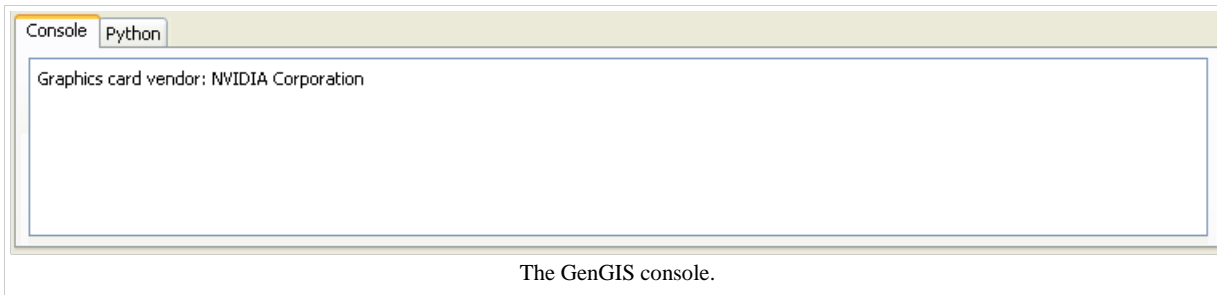 Console Python
Graphics card vendor: NVIDIA Corporation
The GenGIS console.